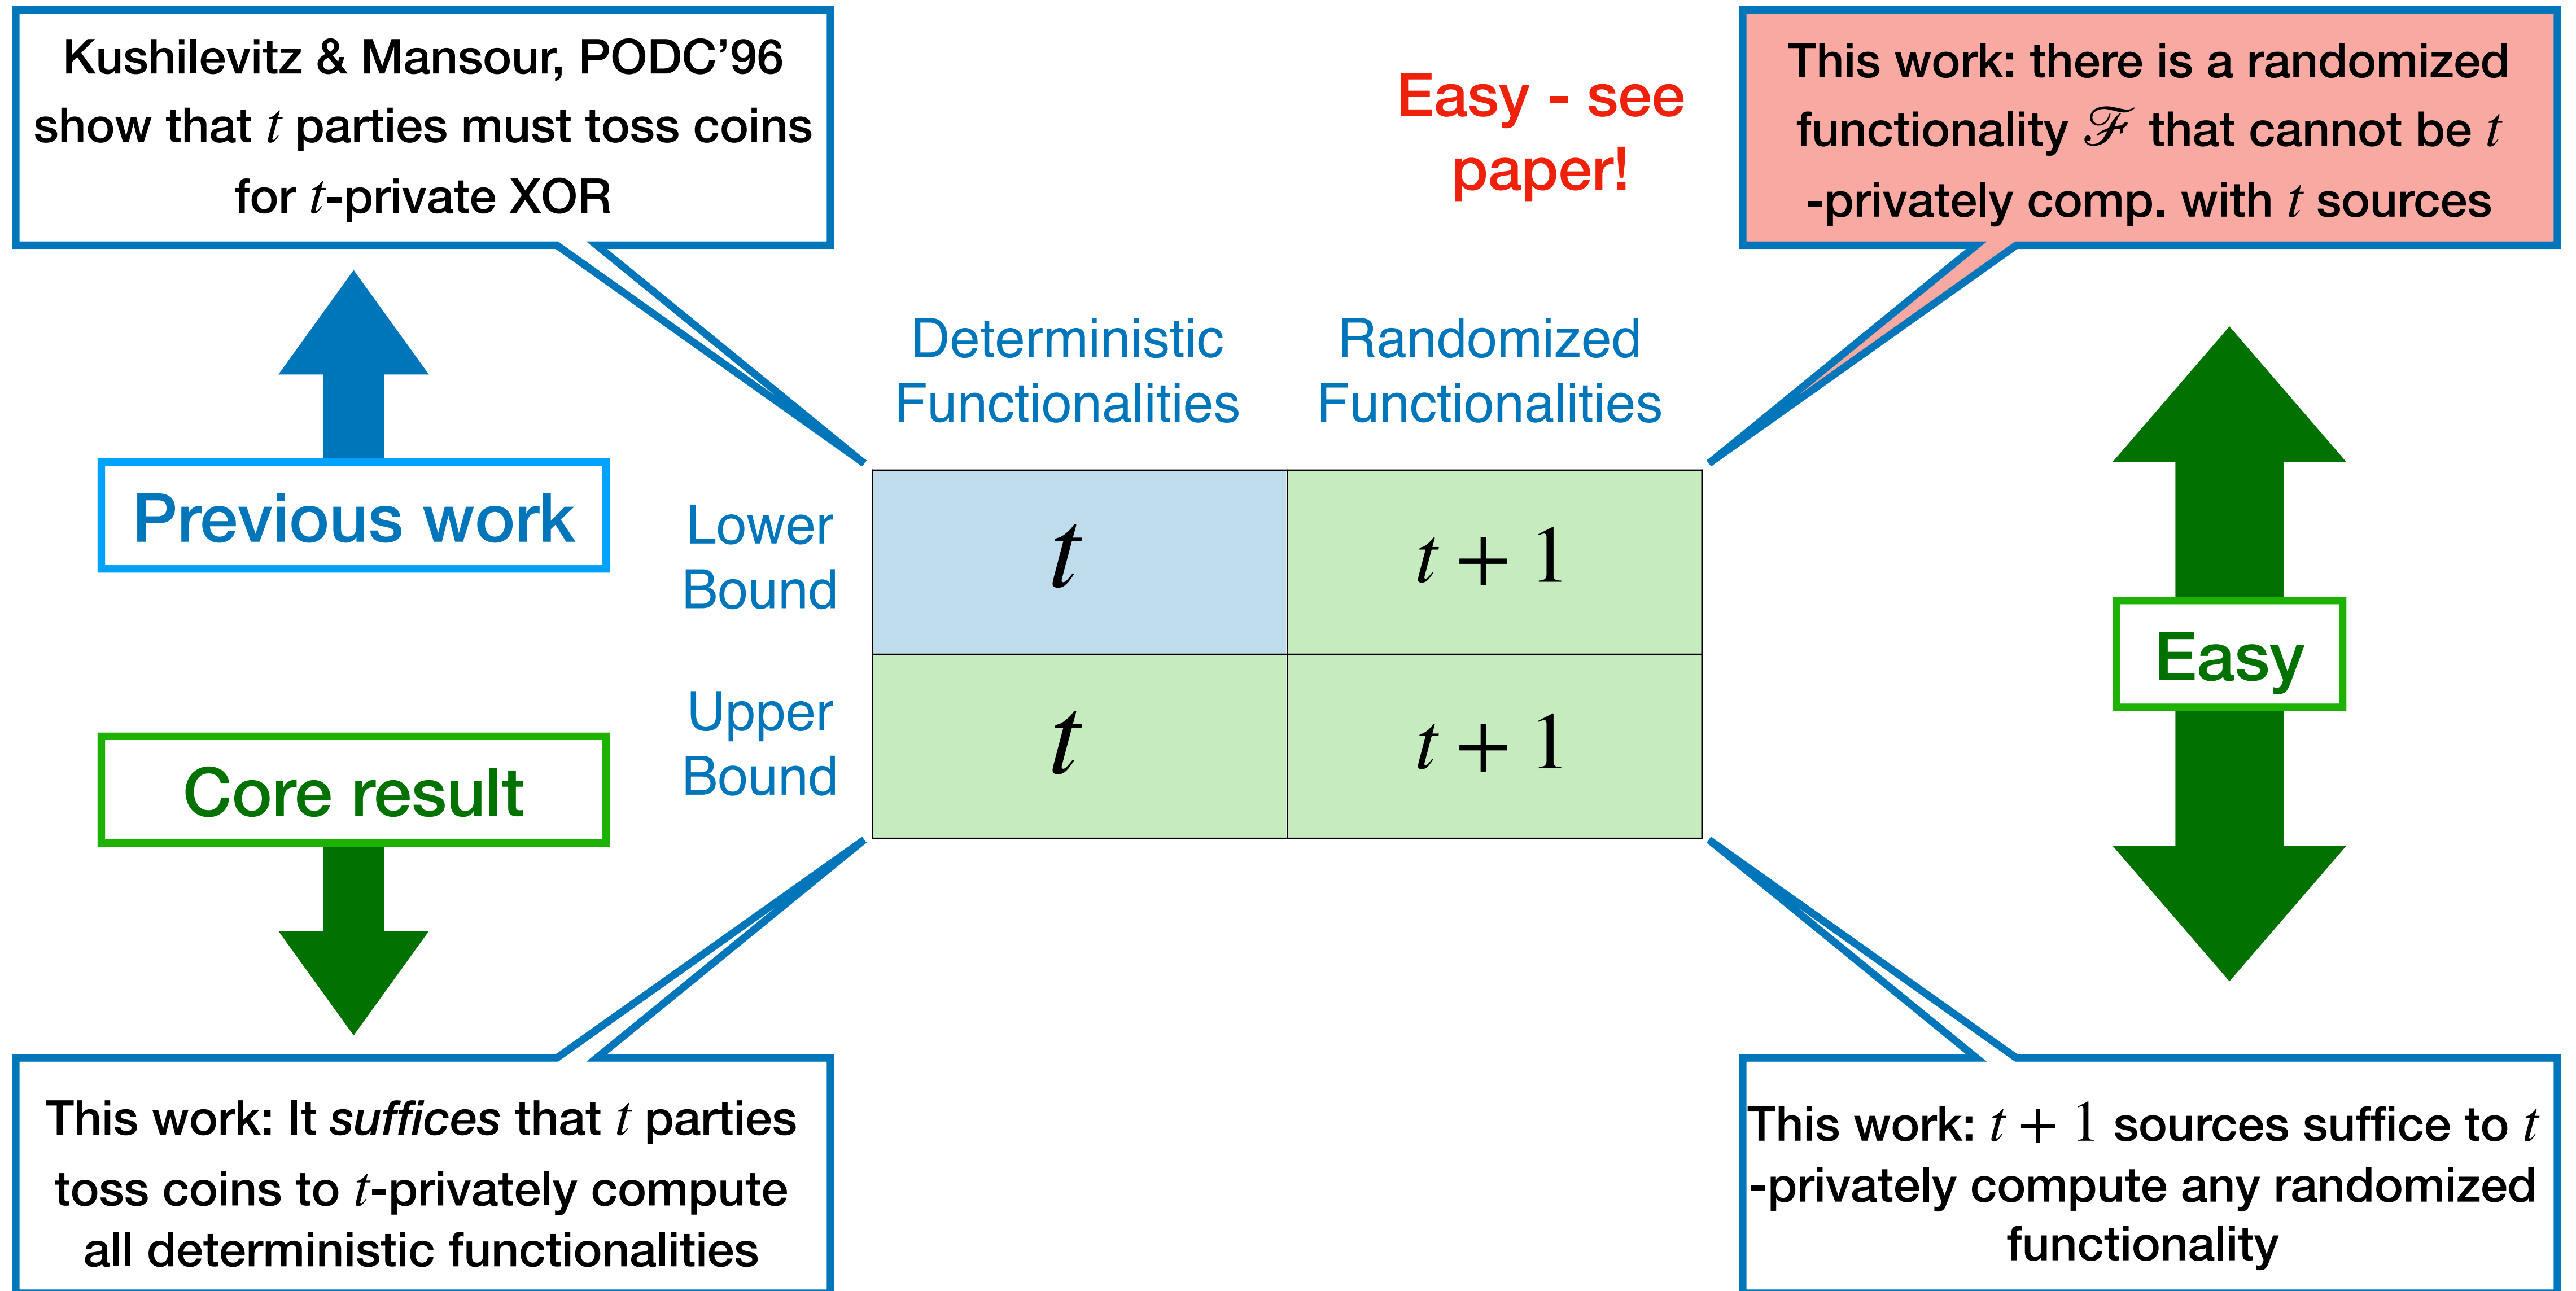 Kushilevitz & Mansour, PODC’96
show that t parties must toss coins
for t-private XOR
Easy - see
paper!
This work: there is a randomized
functionality ℱ that cannot be t
-privately comp. with t sources
Deterministic
Functionalities
Randomized
Functionalities
Previous work
Lower
Bound
t
t + 1
Easy
Core result
Upper
Bound
t
t + 1
This work: It suffices that t parties
toss coins to t-privately compute
all deterministic functionalities
This work: t + 1 sources suffice to t
-privately compute any randomized
functionality